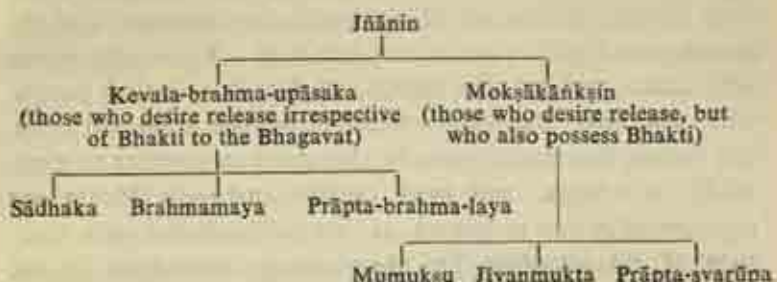 Jñānin
Kevala-brahma-upāsaka
(those who desire release irrespective
of Bhakti to the Bhagavat)
Mokṣākāṅkṣin
(those who desire release, but
who also possess Bhakti)
Sādhaka Brahmamaya Prāpta-brahma-laya
Mumukṣu Jīvanmukta Prāpta-svarūpa